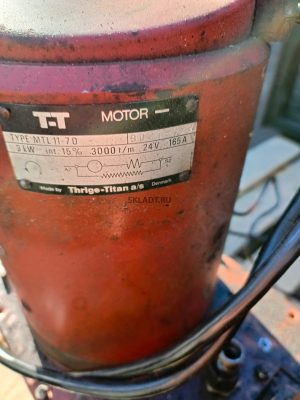 T-T MOTOR —
TYPE MTL 11-70
3 kW int 15% 3000 t/m 24V 165A
Made by Thrige-Titan a/s Denmark
SKLADT.RU